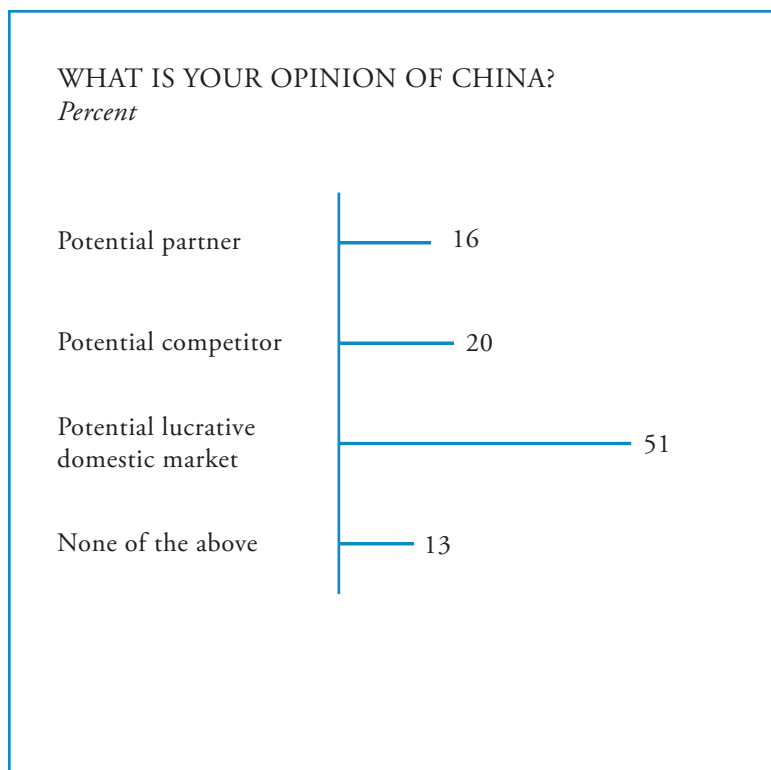 WHAT IS YOUR OPINION OF CHINA?
Percent
Potential partner 16
Potential competitor 20
Potential lucrative
domestic market 51
None of the above 13